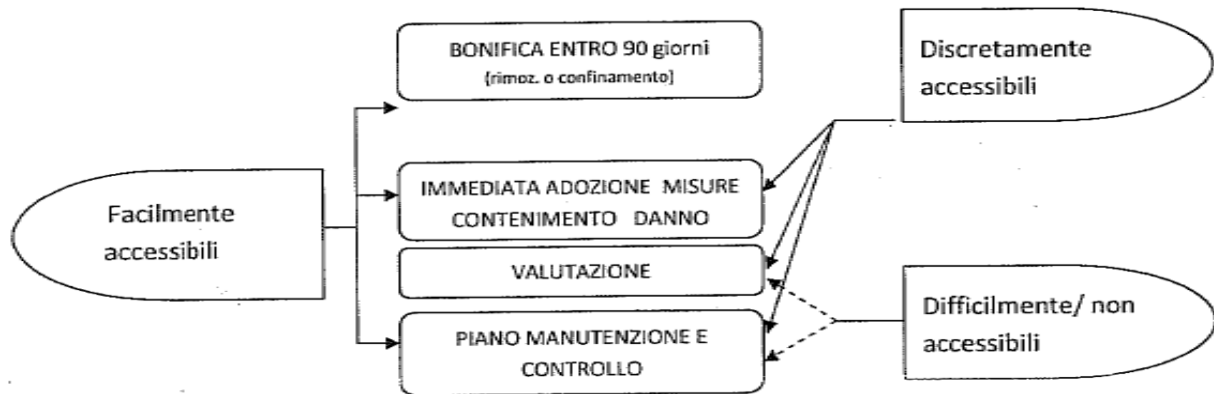 BONIFICA ENTRO 90 giorni
(rimoz. o confinamento)
Discretamente
accessibili
IMMEDIATA ADOZIONE MISURE
CONTENIMENTO DANNO
Facilmente
accessibili
VALUTAZIONE
Difficilmente/ non
accessibili
PIANO MANUTENZIONE E
CONTROLLO